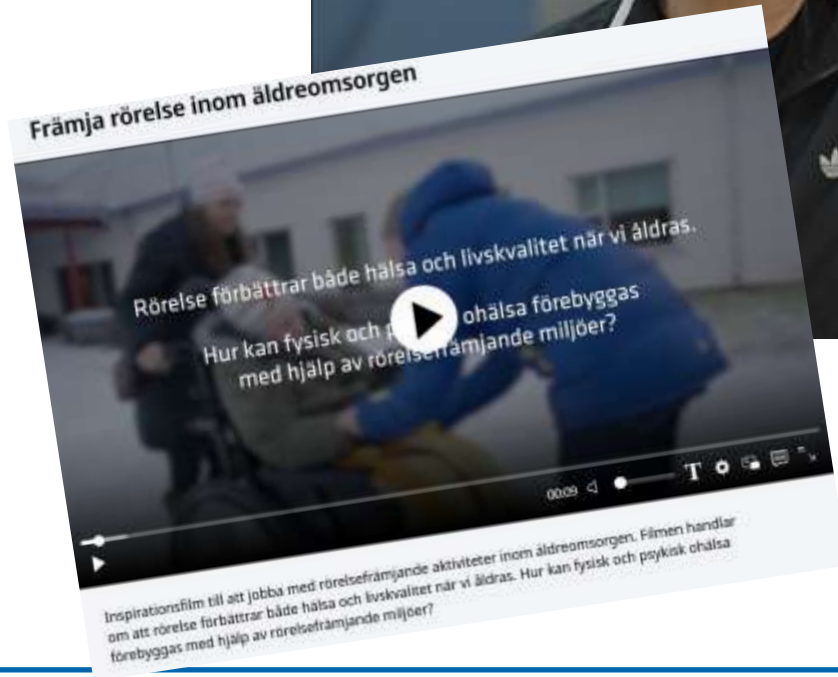 Främja rörelse inom äldreomsorgen
Rörelse förbättrar både hälsa och livskvalitet när vi åldras.
Hur kan fysisk och ohälsa förebyggas
med hjälp av rörelsefrämjande miljöer?
00:09
T
Inspirationsfilm till att jobba med rörelsefrämjande aktiviteter inom äldreomsorgen. Filmen handlar
om att rörelse förbättrar både hälsa och livskvalitet när vi åldras. Hur kan fysisk och psykisk ohälsa
förebyggas med hjälp av rörelsefrämjande miljöer?